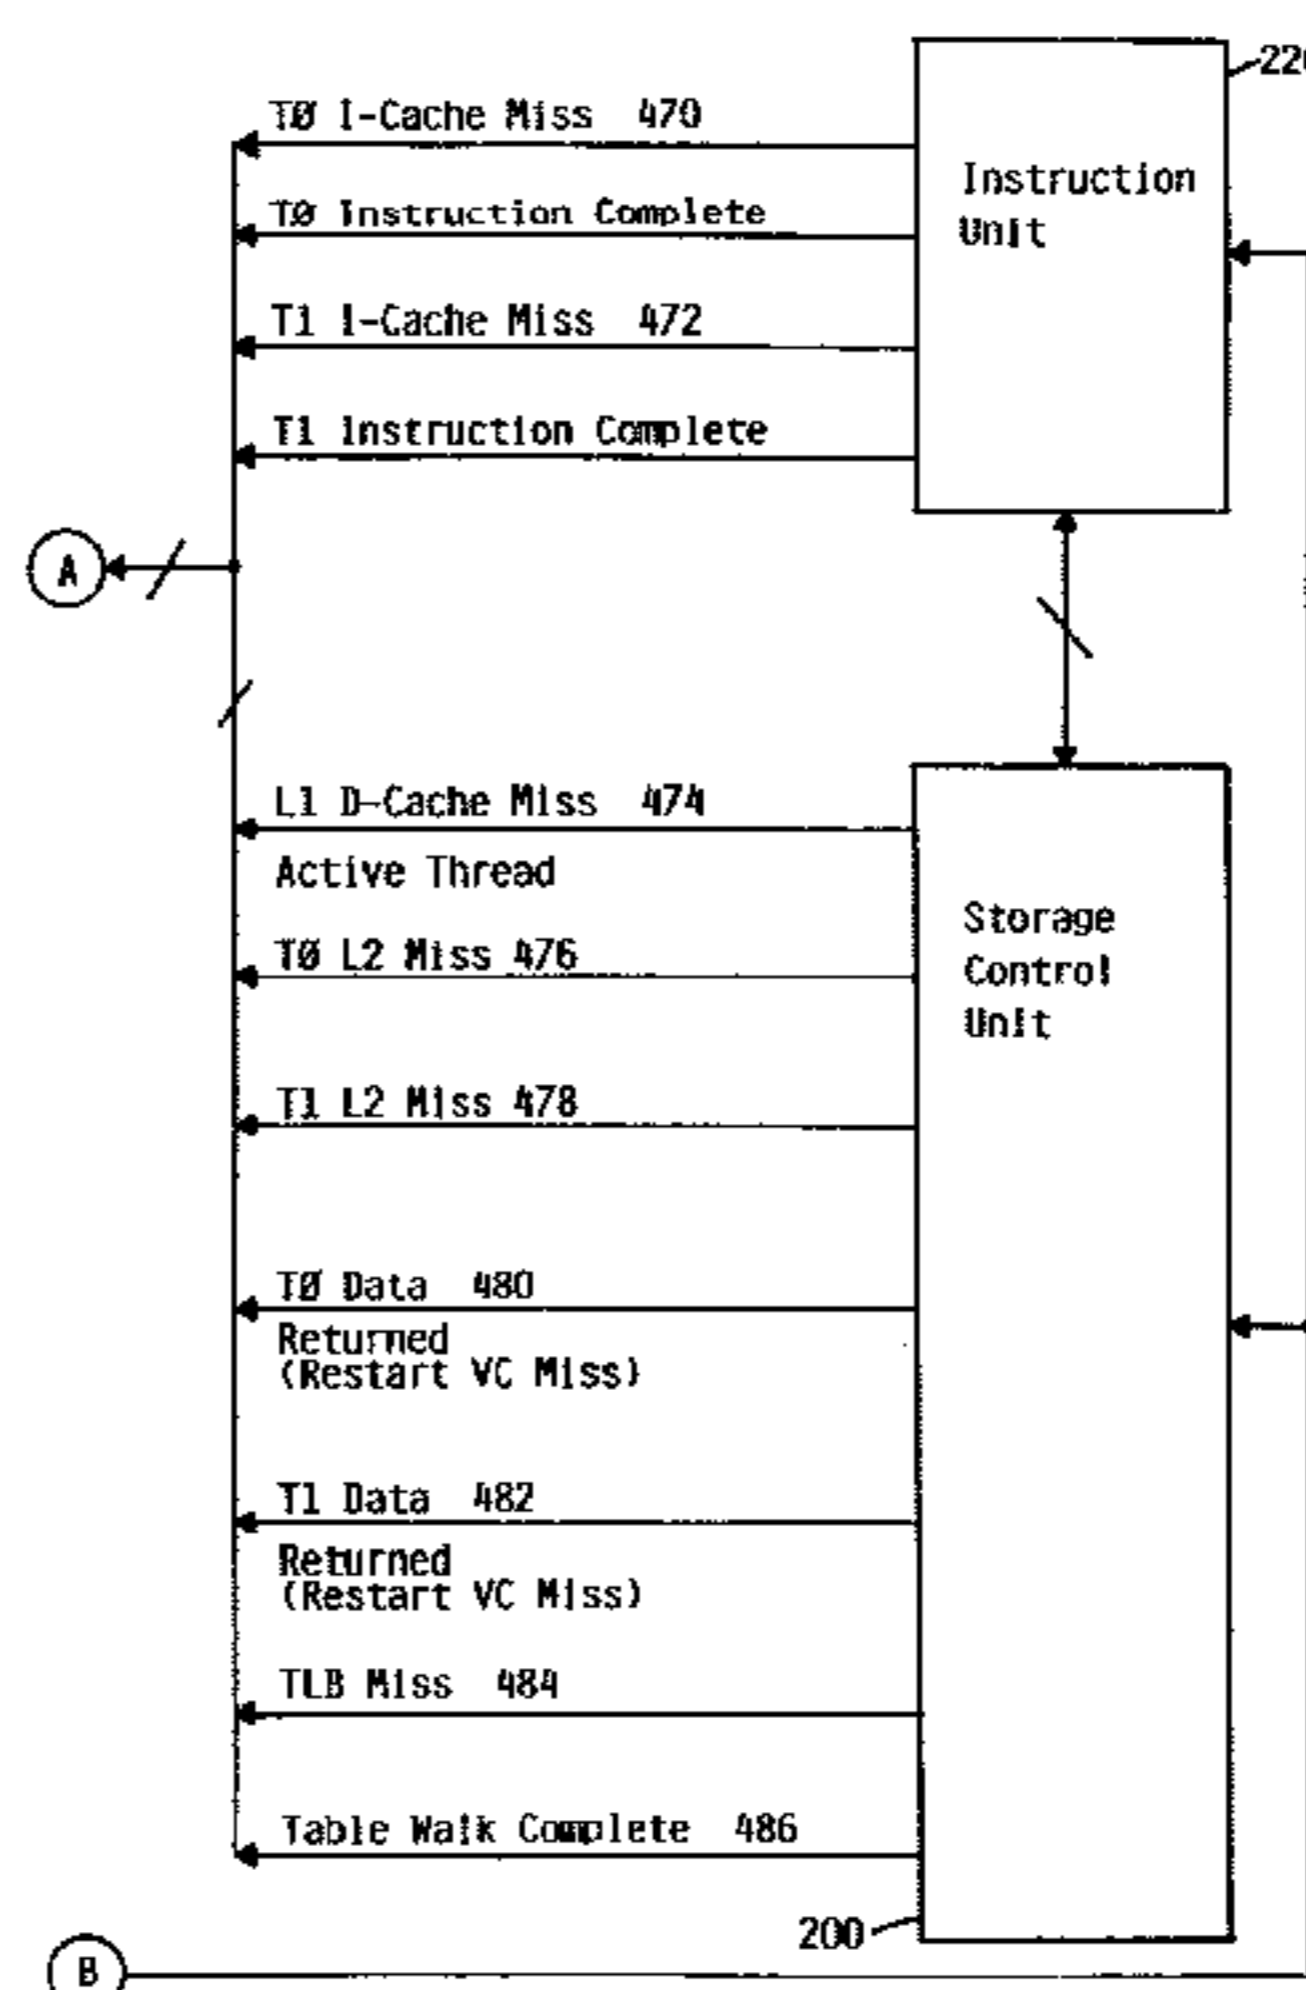 220
T0 I-Cache Miss 470
Instruction
Unit
T0 Instruction Complete
T1 I-Cache Miss 472
T1 Instruction Complete
A
L1 D-Cache Miss 474
Active Thread
Storage
Control
Unit
T0 L2 Miss 476
T1 L2 Miss 478
T0 Data 480
Returned
(Restart VC Miss)
T1 Data 482
Returned
(Restart VC Miss)
TLB Miss 484
Table Walk Complete 486
200
B